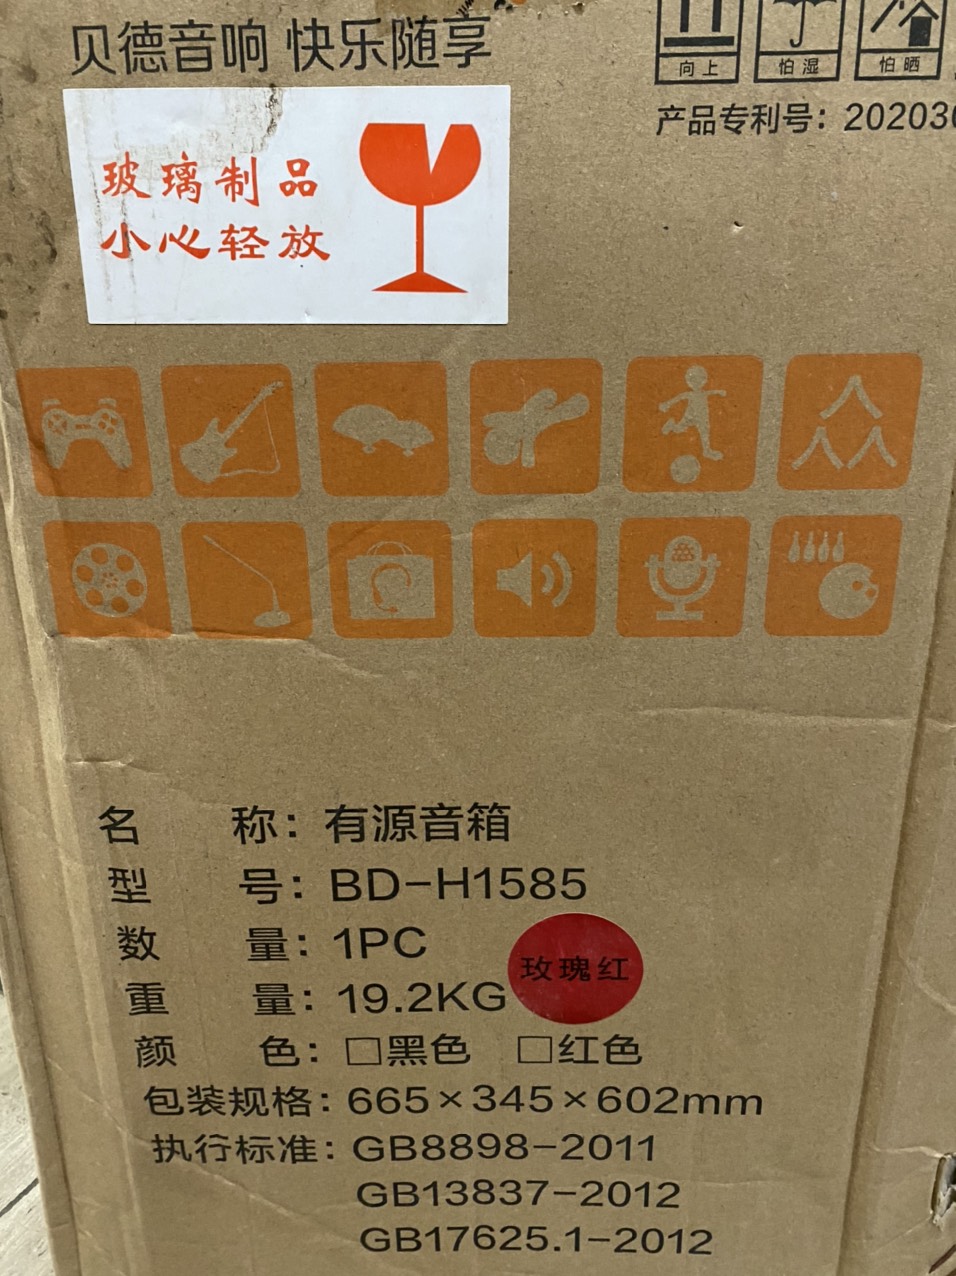 贝德音响 快乐随享
向上 怕湿 怕晒
产品专利号：20203
玻璃制品
小心轻放
名称：有源音箱
型号：BD-H1585
数量：1PC
重量：19.2KG
玫瑰红
颜色：□黑色 □红色
包装规格：665×345×602mm
执行标准：GB8898-2011
GB13837-2012
GB17625.1-2012